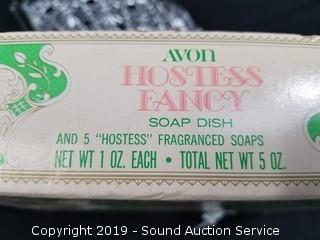 AVON
HOSTESS
FANCY
SOAP DISH
AND 5 "HOSTESS" FRAGRANCED SOAPS
NET WT 1 OZ. EACH • TOTAL NET WT 5 OZ.
Copyright 2019 - Sound Auction Service